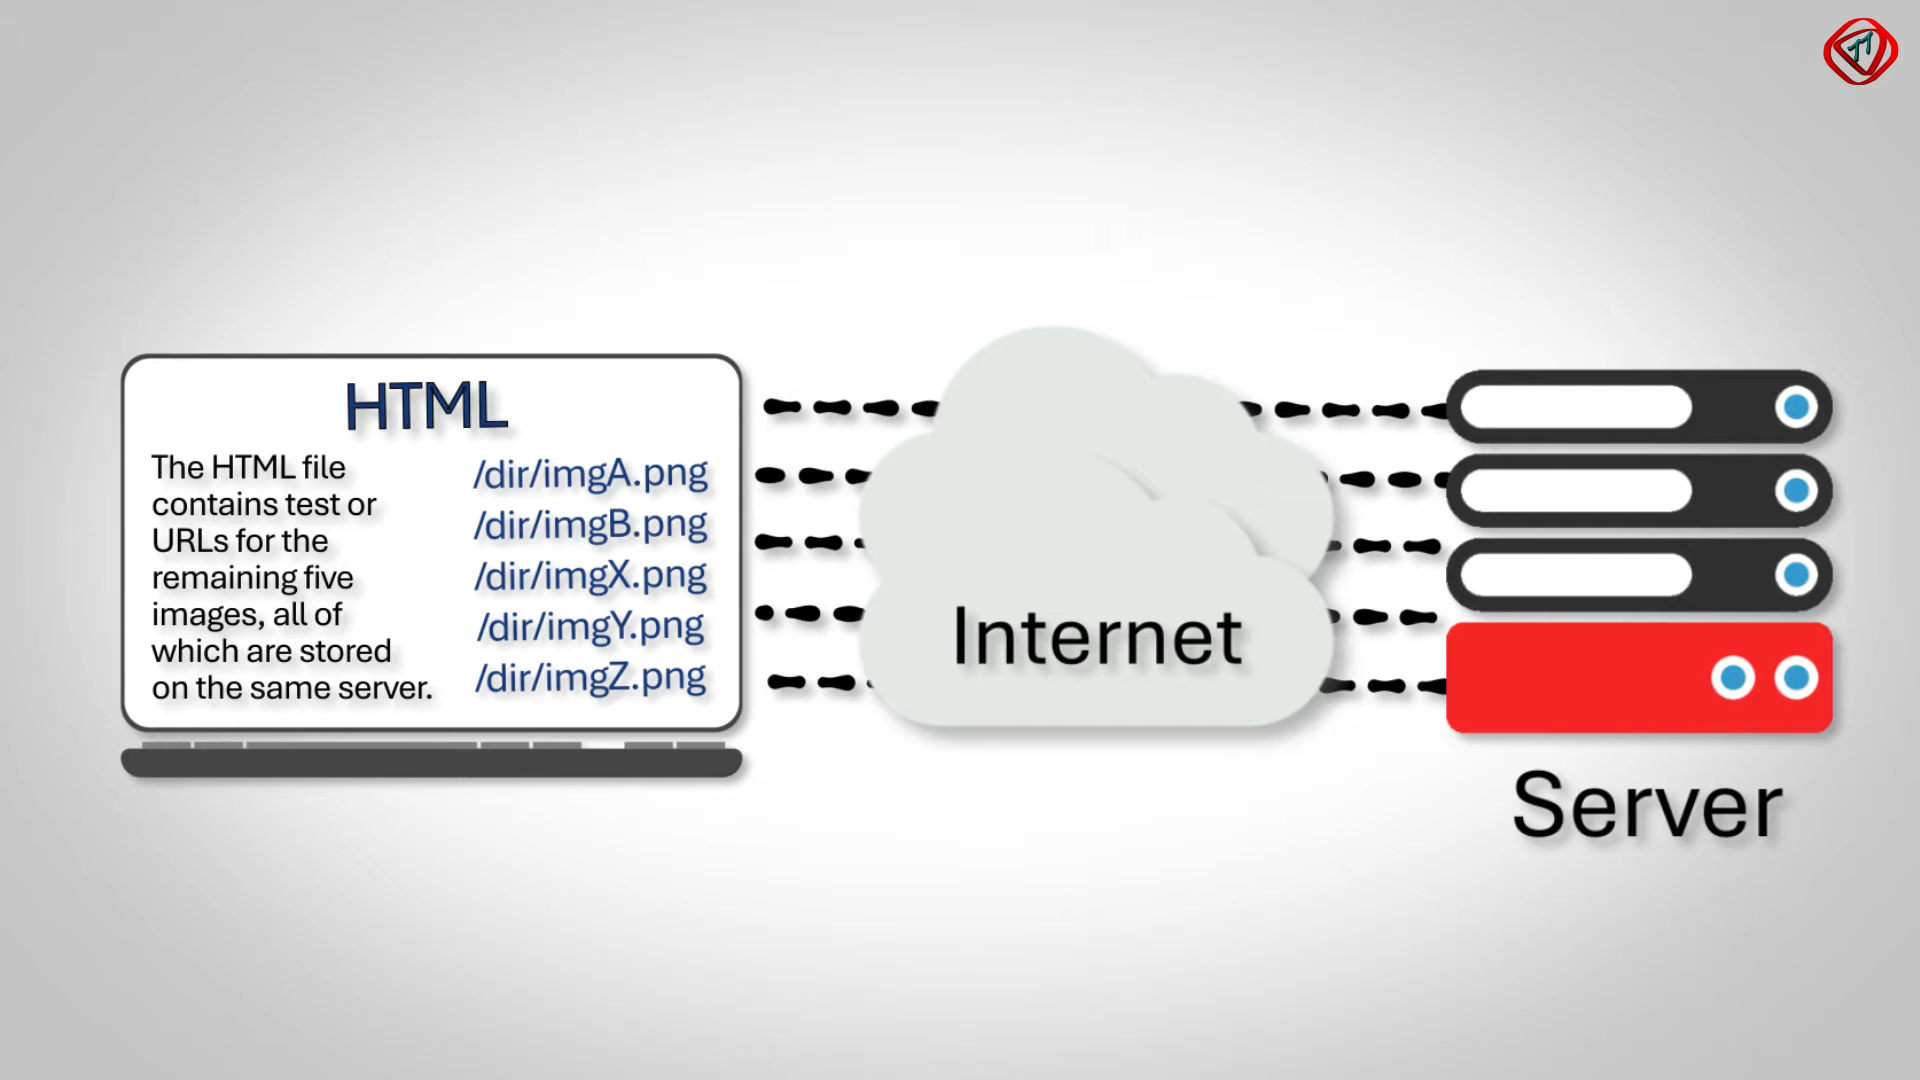 HTML
The HTML file
contains test or
URLs for the
remaining five
images, all of
which are stored
on the same server.
/dir/imgA.png
/dir/imgB.png
/dir/imgX.png
/dir/imgY.png
/dir/imgZ.png
Internet
Server